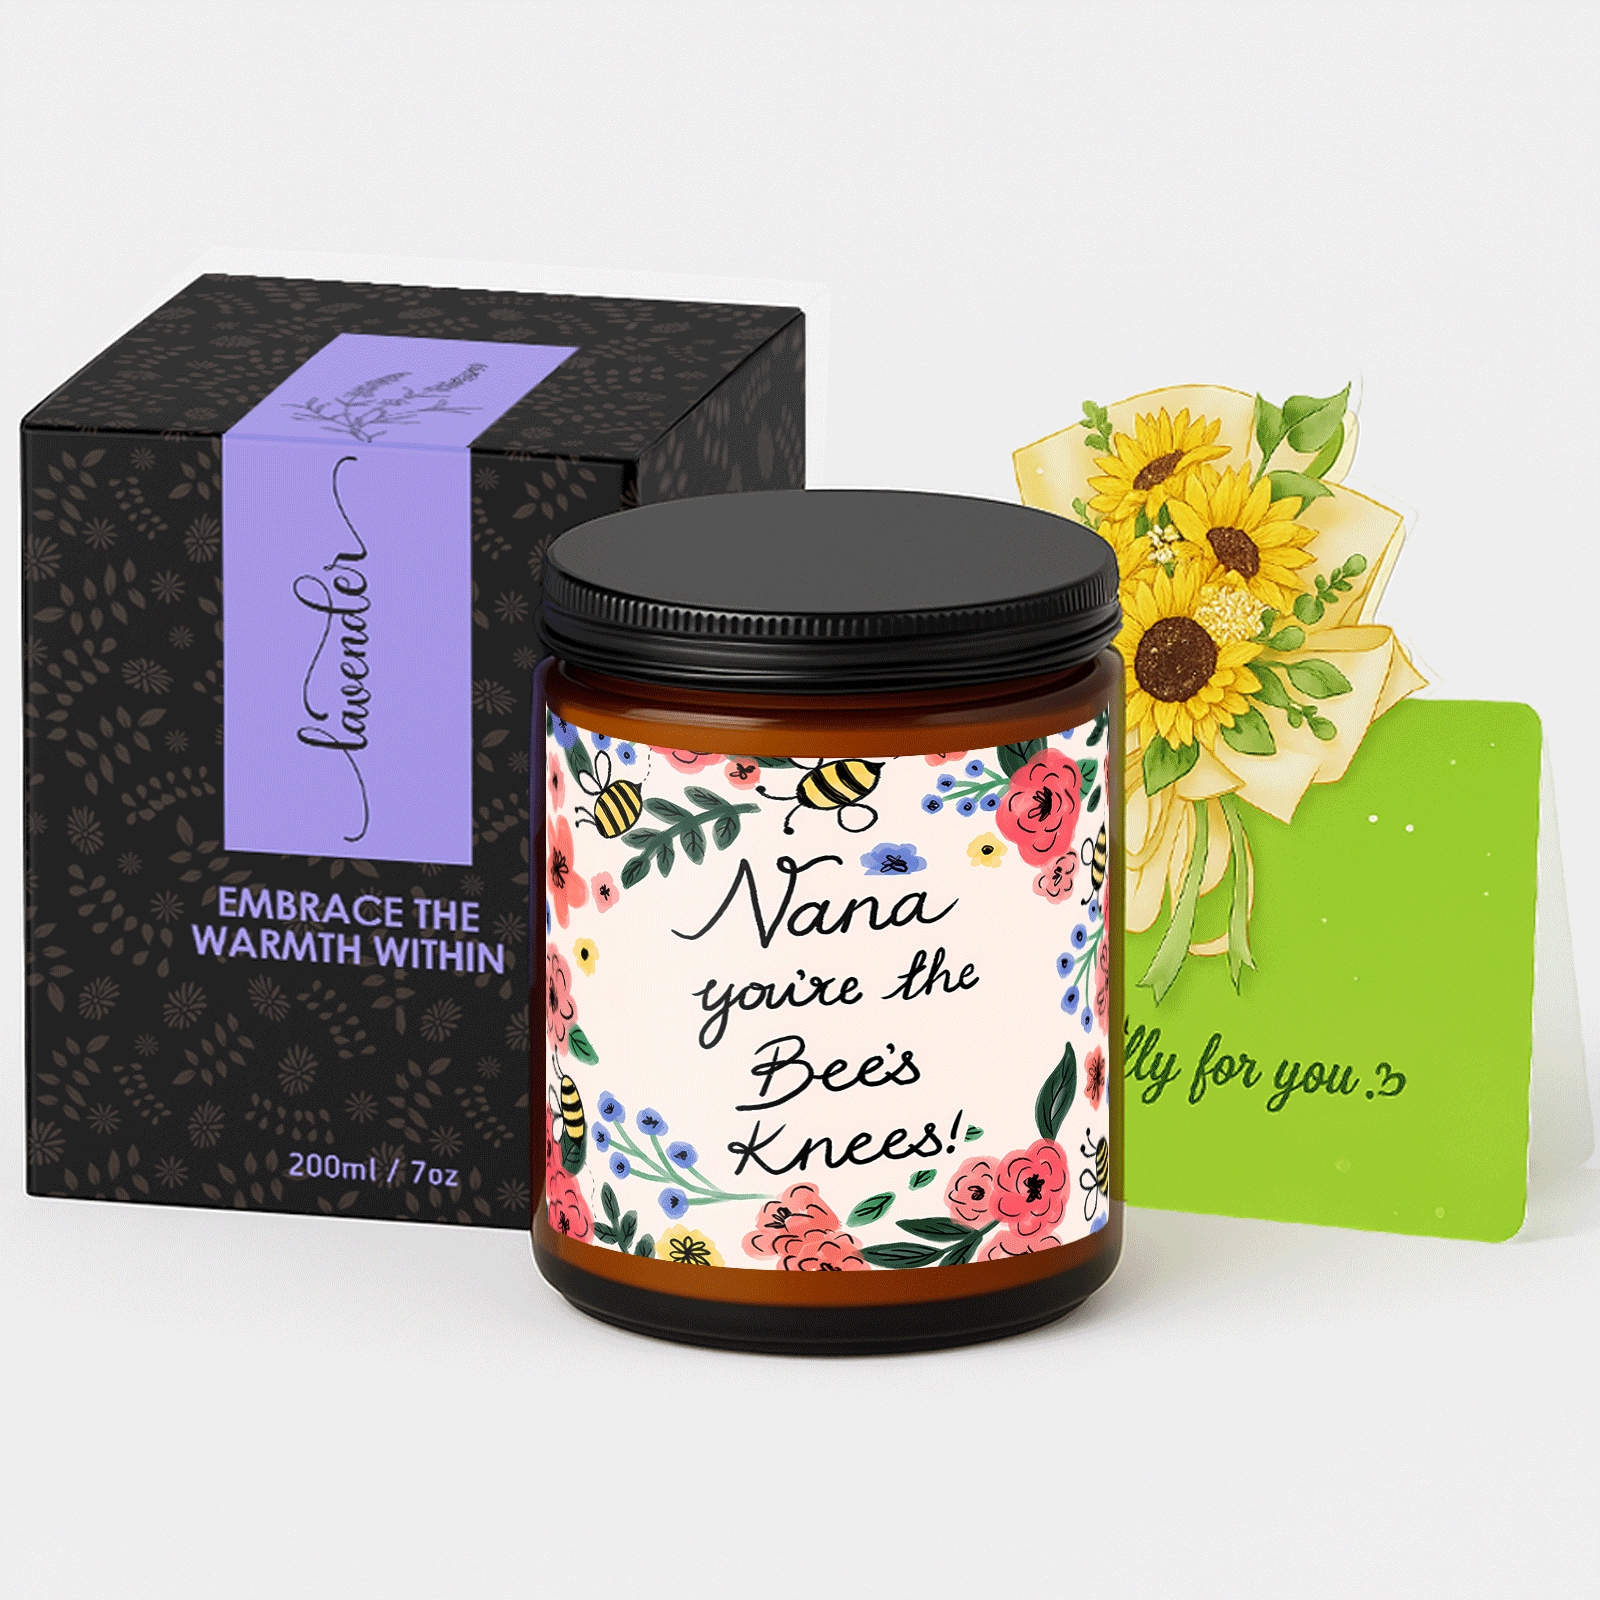 lavender
EMBRACE THE
WARMTH WITHIN
200ml / 7oz
Nana
you're the
Bee's
Knees!
for you.